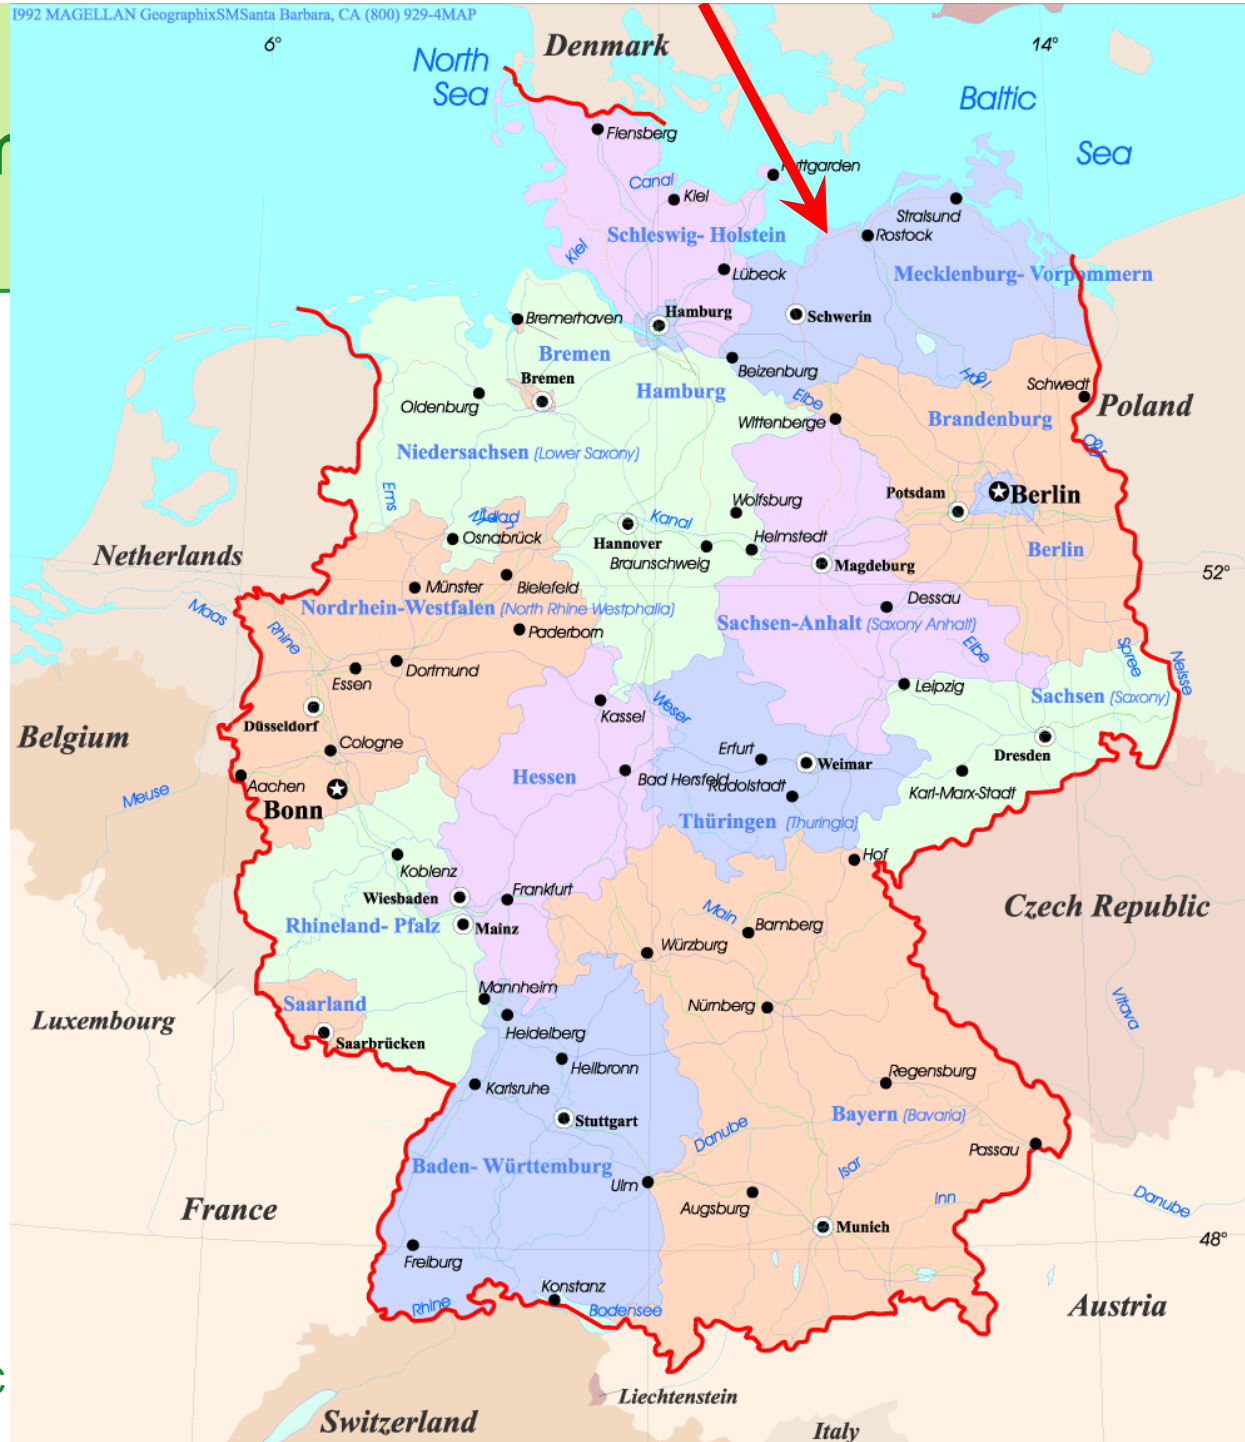 1992 MAGELLAN GeographixSMSanta Barbara, CA (800) 929-4MAP
6°
14°
Denmark
North
Sea
Baltic
Sea
Flensberg
Canal
Kiel
Kiel
Schleswig- Holstein
Stralsund
Rostock
Mecklenburg- Vorpommern
Lübeck
Hamburg
Schwerin
Bremerhaven
Bremen
Bremen
Hamburg
Beizenburg
Oldenburg
Elbe
Wittenberge
Brandenburg
Schwedt
Poland
Niedersachsen (Lower Saxony)
Ems
Potsdam
Berlin
Berlin
Wolfsburg
Kanal
Hannover
Braunschweig
Helmstedt
Magdeburg
Osnabrück
Netherlands
52°
Münster
Bielefeld
Nordrhein-Westfalen (North Rhine Westphalia)
Paderborn
Dessau
Sachsen-Anhalt (Saxony Anhalt)
Elbe
Spree
Neisse
Maas
Rhine
Essen
Dortmund
Leipzig
Sachsen (Saxony)
Düsseldorf
Kassel
Weser
Belgium
Cologne
Erfurt
Weimar
Dresden
Aachen
Hessen
Bad Hersfeld
Rudolstadt
Karl-Marx-Stadt
Meuse
Bonn
Thüringen (Thuringia)
Koblenz
Hof
Wiesbaden
Frankfurt
Mainz
Rhineland- Pfalz
Main
Bamberg
Czech Republic
Würzburg
Mannheim
Saarland
Nürnberg
Vltava
Luxembourg
Saarbrücken
Heidelberg
Heilbronn
Karlsruhe
Regensburg
Stuttgart
Bayern (Bavaria)
Danube
Passau
Baden- Württemburg
Isar
Inn
Danube
Ulm
Augsburg
France
Munich
48°
Freiburg
Konstanz
Rhine
Bodensee
Austria
Liechtenstein
Switzerland
Italy